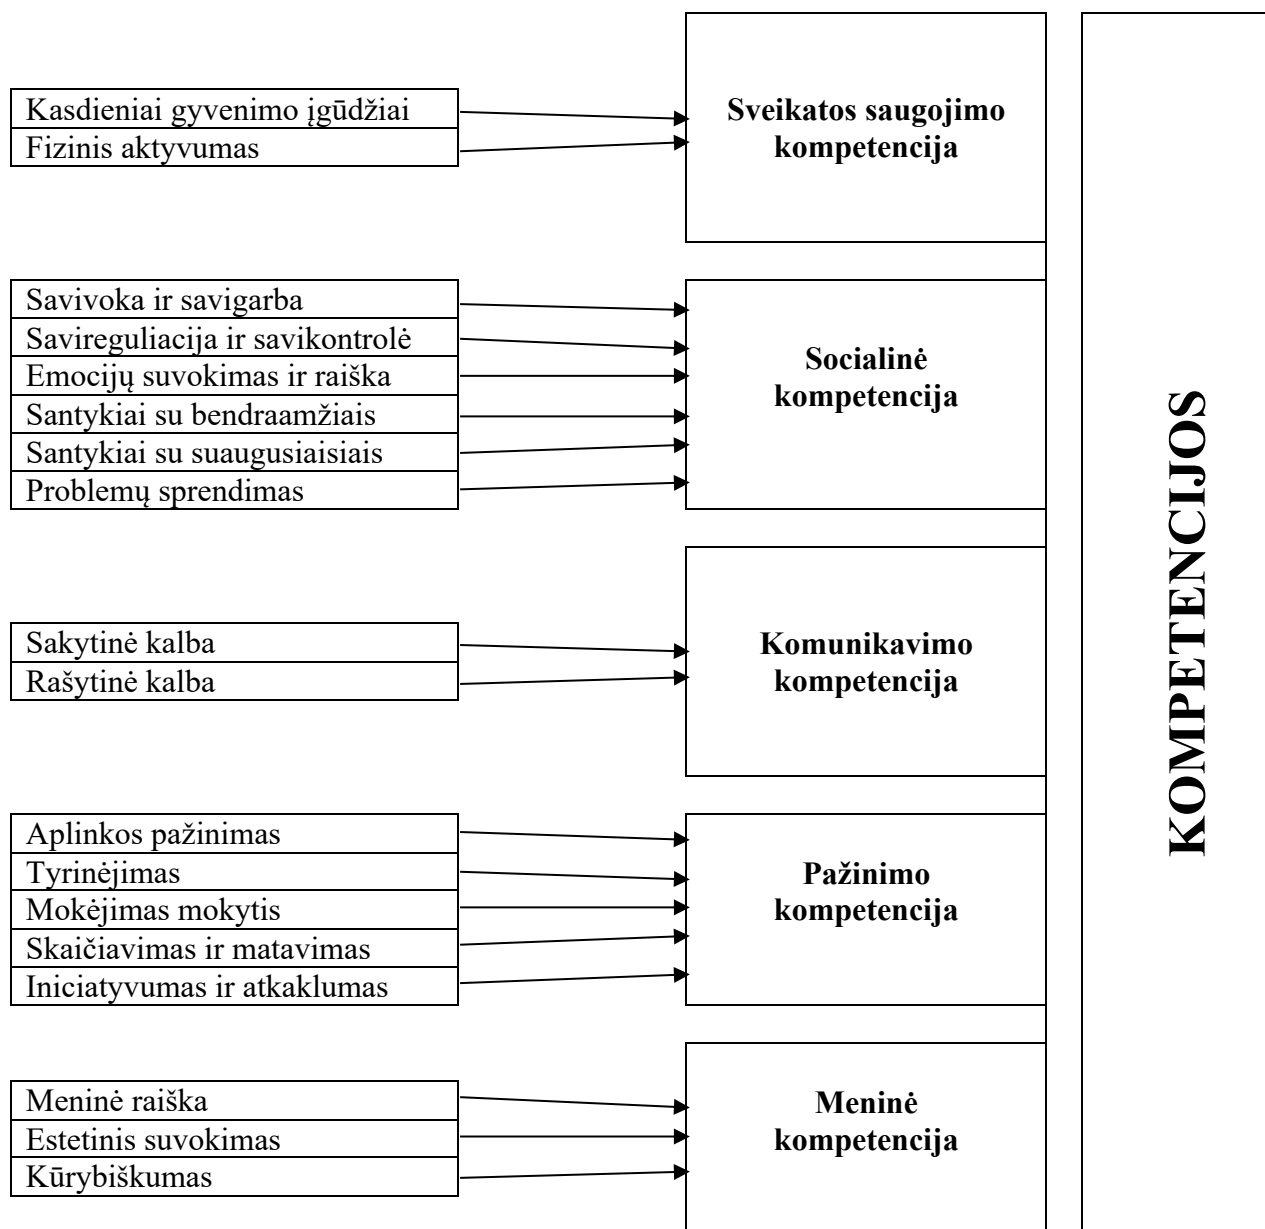 Kasdieniai gyvenimo įgūdžiai
Fizinis aktyvumas
Sveikatos saugojimo
kompetencija
Savivoka ir savigarba
Savireguliacija ir savikontrolė
Emocijų suvokimas ir raiška
Santykiai su bendraamžiais
Santykiai su suaugusiaisiais
Problemų sprendimas
Socialinė
kompetencija
Sakytinė kalba
Rašytinė kalba
Komunikavimo
kompetencija
Aplinkos pažinimas
Tyrinėjimas
Mokėjimas mokytis
Skaičiavimas ir matavimas
Iniciatyvumas ir atkaklumas
Pažinimo
kompetencija
Meninė raiška
Estetinis suvokimas
Kūrybiškumas
Meninė
kompetencija
KOMPETENCIJOS